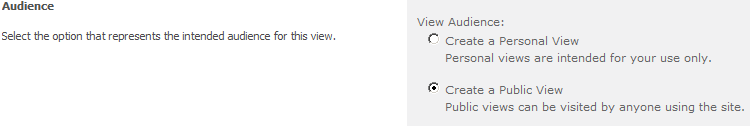 Audience
Select the option that represents the intended audience for this view.
View Audience:
Create a Personal View
Personal views are intended for your use only.
Create a Public View
Public views can be visited by anyone using the site.